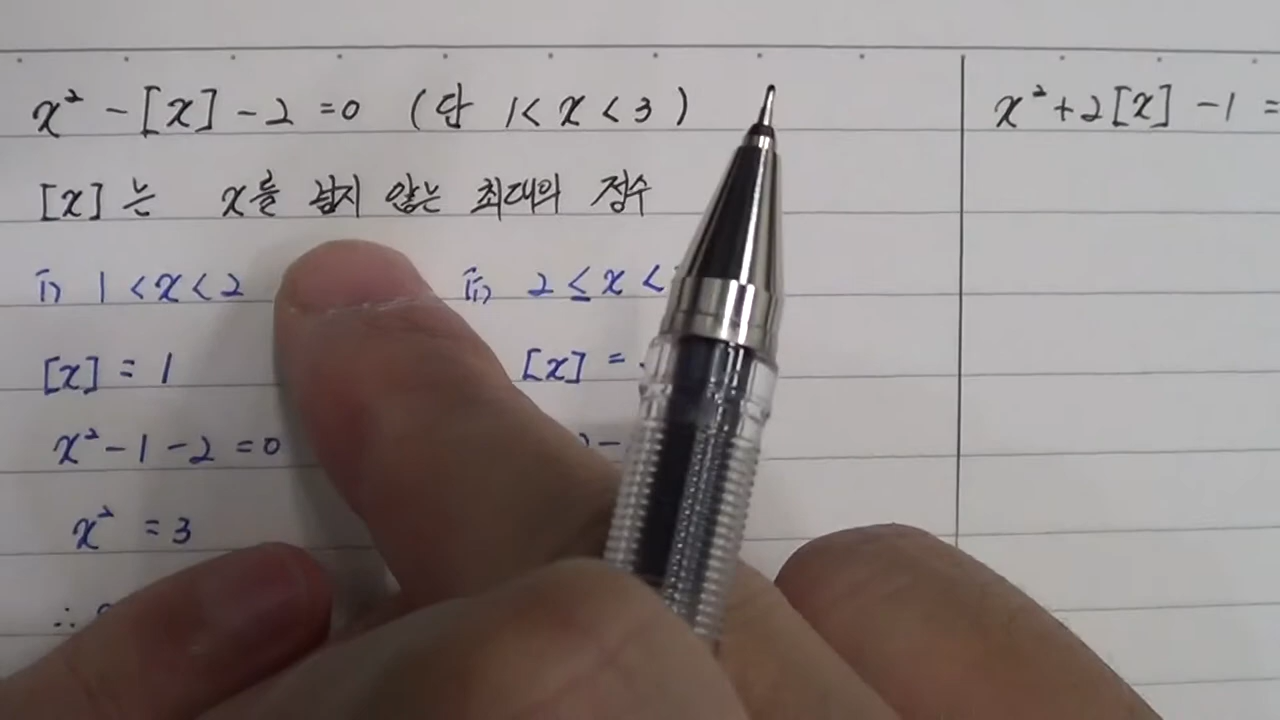 x² - [x] - 2 = 0 (단 1 < x < 3)
[x] 는 x를 넘지 않는 최대의 정수
i) 1 < x < 2
[x] = 1
x² - 1 - 2 = 0
x² = 3
∴
ii) 2 ≤ x <
[x] =
x² + 2[x] - 1 =